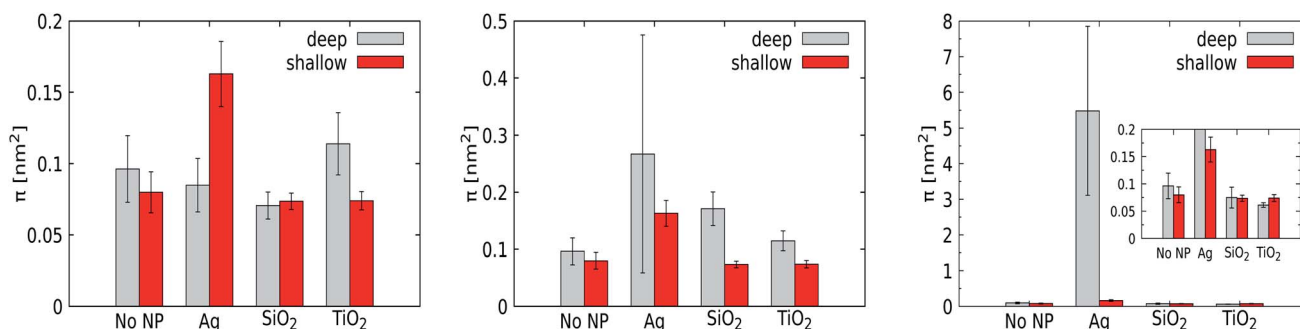 0.2
0.15
0.1
0.05
0
π [nm²]
deep
shallow
No NP Ag SiO₂ TiO₂
0.5
0.4
0.3
0.2
0.1
0
π [nm²]
deep
shallow
No NP Ag SiO₂ TiO₂
8
7
6
5
4
3
2
1
0
π [nm²]
deep
shallow
0.2
0.15
0.1
0.05
0
No NP Ag SiO₂ TiO₂
No NP Ag SiO₂ TiO₂